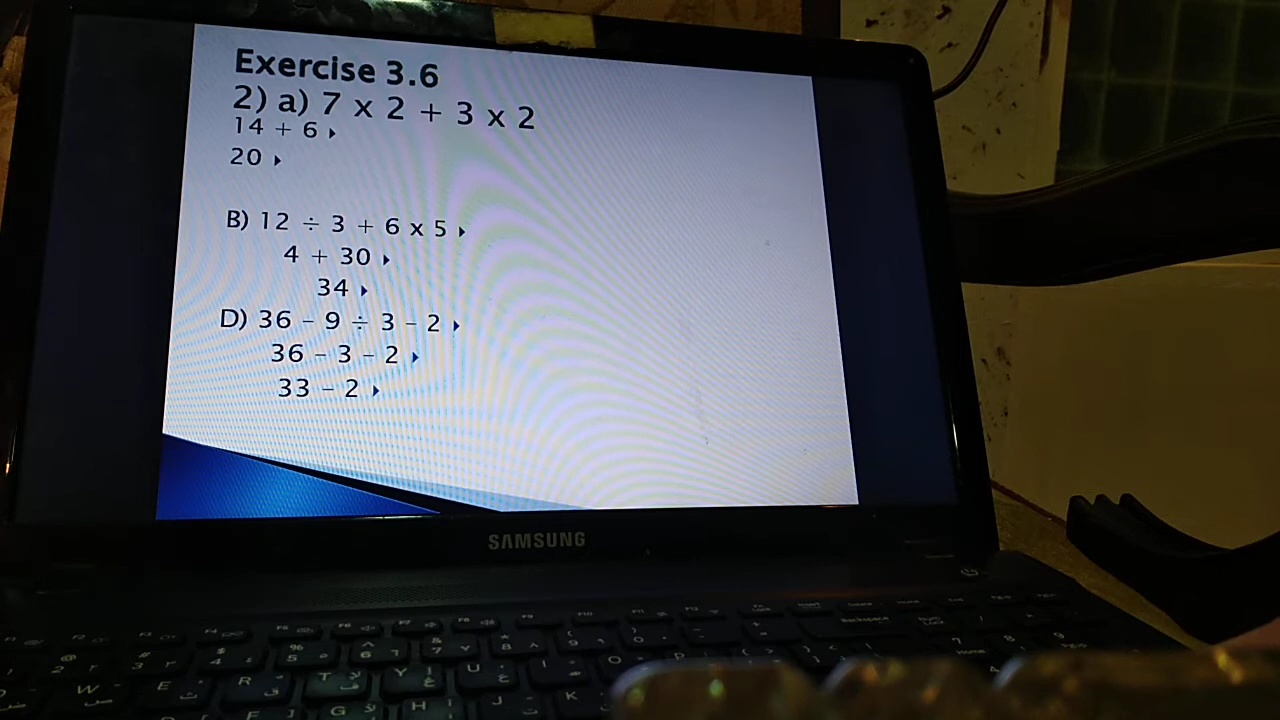 Exercise 3.6
2) a) 7 x 2 + 3 x 2
14 + 6
20
B) 12 ÷ 3 + 6 x 5
4 + 30
34
D) 36 - 9 ÷ 3 - 2
36 - 3 - 2
33 - 2
SAMSUNG